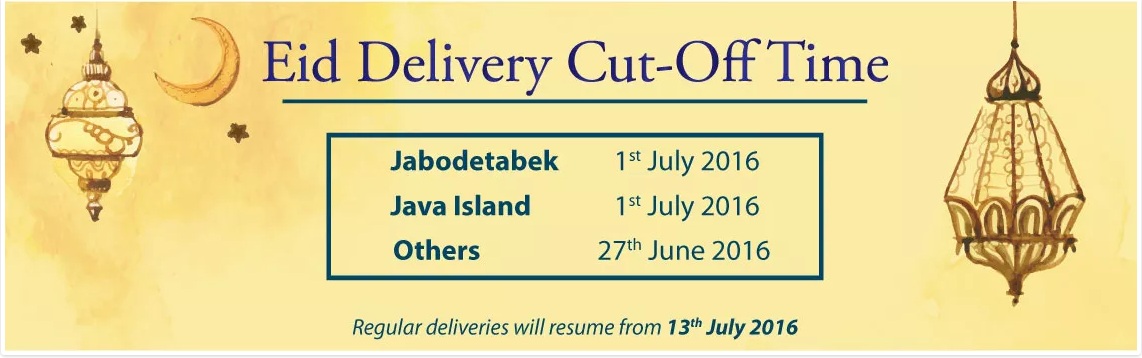 Eid Delivery Cut-Off Time
Jabodetabek 1st July 2016
Java Island 1st July 2016
Others 27th June 2016
Regular deliveries will resume from 13th July 2016